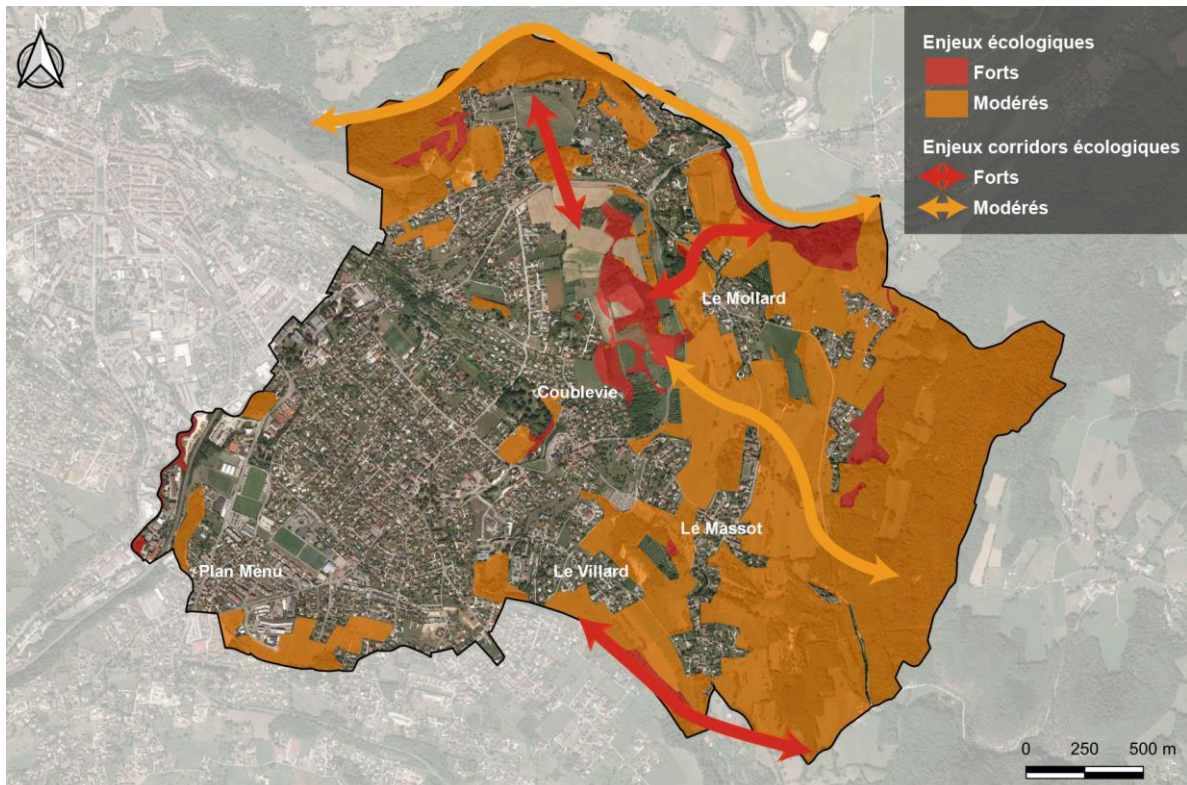 N
Enjeux écologiques
Forts
Modérés
Enjeux corridors écologiques
Forts
Modérés
Le Mollard
Coublevie
Le Massot
Plan Menu
Le Villard
0 250 500 m